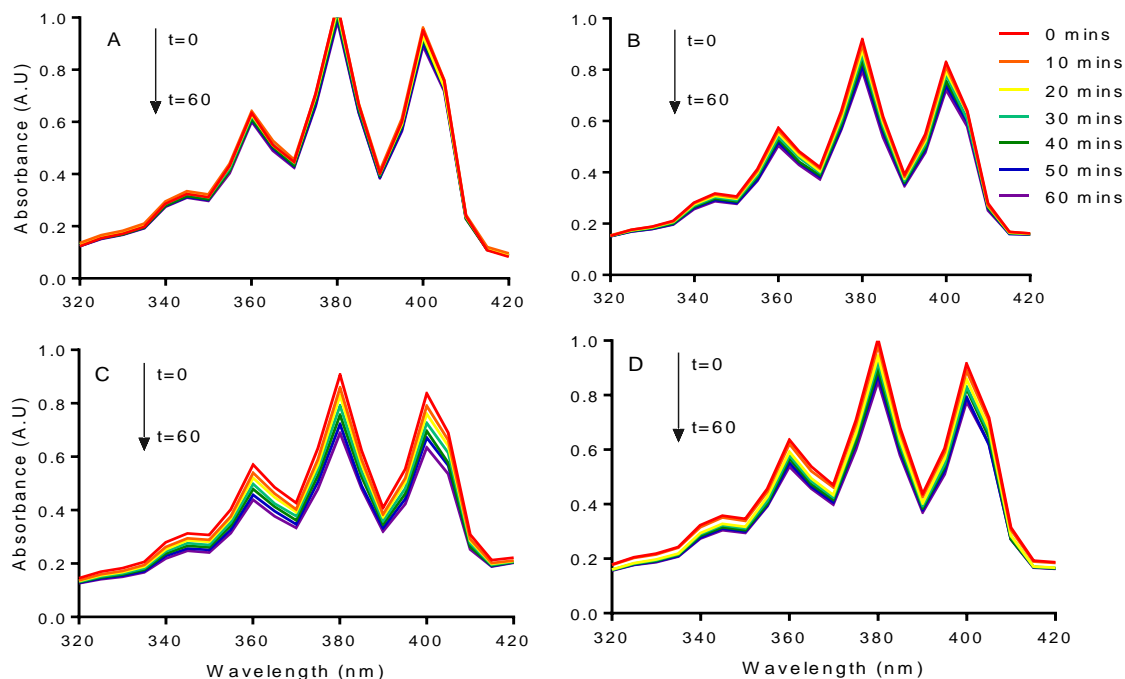 A
t=0
t=60
1.0
0.8
0.6
0.4
0.2
0.0
320 340 360 380 400 420
Absorbance (A.U)
B
t=0
t=60
1.0
0.8
0.6
0.4
0.2
0.0
320 340 360 380 400 420
0 mins
10 mins
20 mins
30 mins
40 mins
50 mins
60 mins
C
t=0
t=60
1.0
0.8
0.6
0.4
0.2
0.0
320 340 360 380 400 420
Absorbance (A.U)
Wavelength (nm)
D
t=0
t=60
1.0
0.8
0.6
0.4
0.2
0.0
320 340 360 380 400 420
Wavelength (nm)